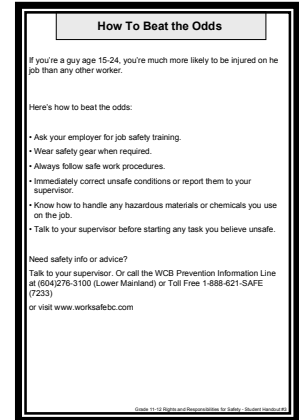 How To Beat the Odds
If you're a guy age 15-24, you're much more likely to be injured on he
job than any other worker.
Here's how to beat the odds:
• Ask your employer for job safety training.
• Wear safety gear when required.
• Always follow safe work procedures.
• Immediately correct unsafe conditions or report them to your
supervisor.
• Know how to handle any hazardous materials or chemicals you use
on the job.
• Talk to your supervisor before starting any task you believe unsafe.
Need safety info or advice?
Talk to your supervisor. Or call the WCB Prevention Information Line
at (604)276-3100 (Lower Mainland) or Toll Free 1-888-621-SAFE
(7233)
or visit www.worksafebc.com
Grade 11-12 Rights and Responsibilities for Safety - Student Handout #3